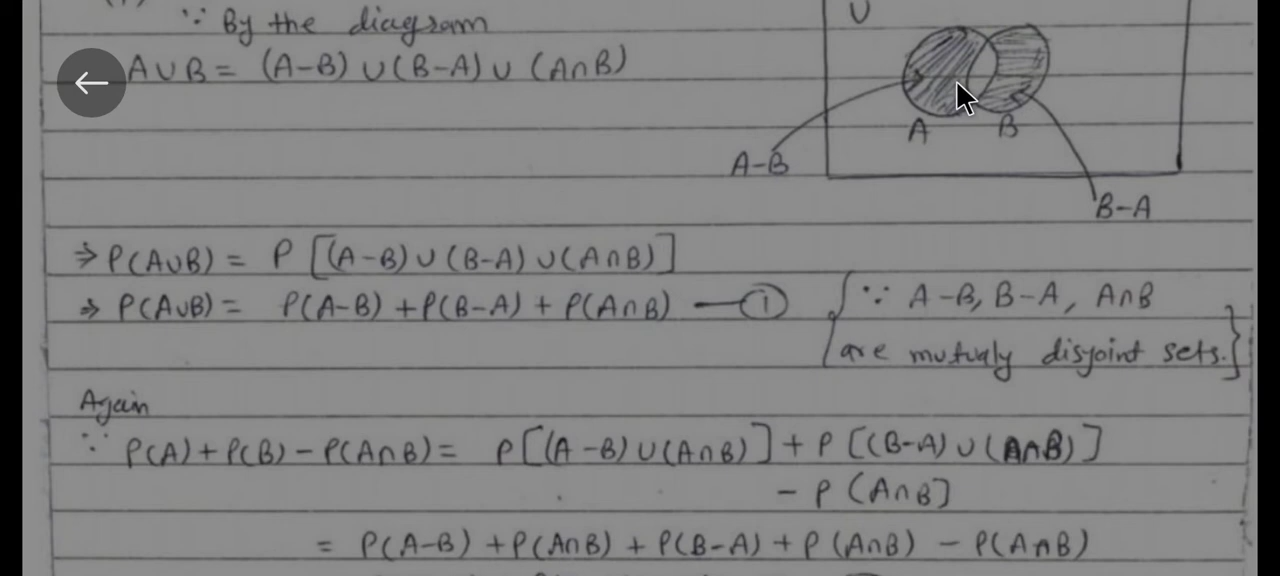 ∵ By the diagram
U
A∪B = (A-B) ∪ (B-A) ∪ (A∩B)
A B
A-B
B-A
⇒ P(A∪B) = P[(A-B) ∪ (B-A) ∪ (A∩B)]
⇒ P(A∪B) = P(A-B) + P(B-A) + P(A∩B) — ① {∵ A-B, B-A, A∩B
are mutualy disjoint sets.}
Again
∵ P(A) + P(B) - P(A∩B) = P[(A-B) ∪ (A∩B)] + P[(B-A) ∪ (A∩B)]
- P(A∩B]
= P(A-B) + P(A∩B) + P(B-A) + P(A∩B) - P(A∩B)